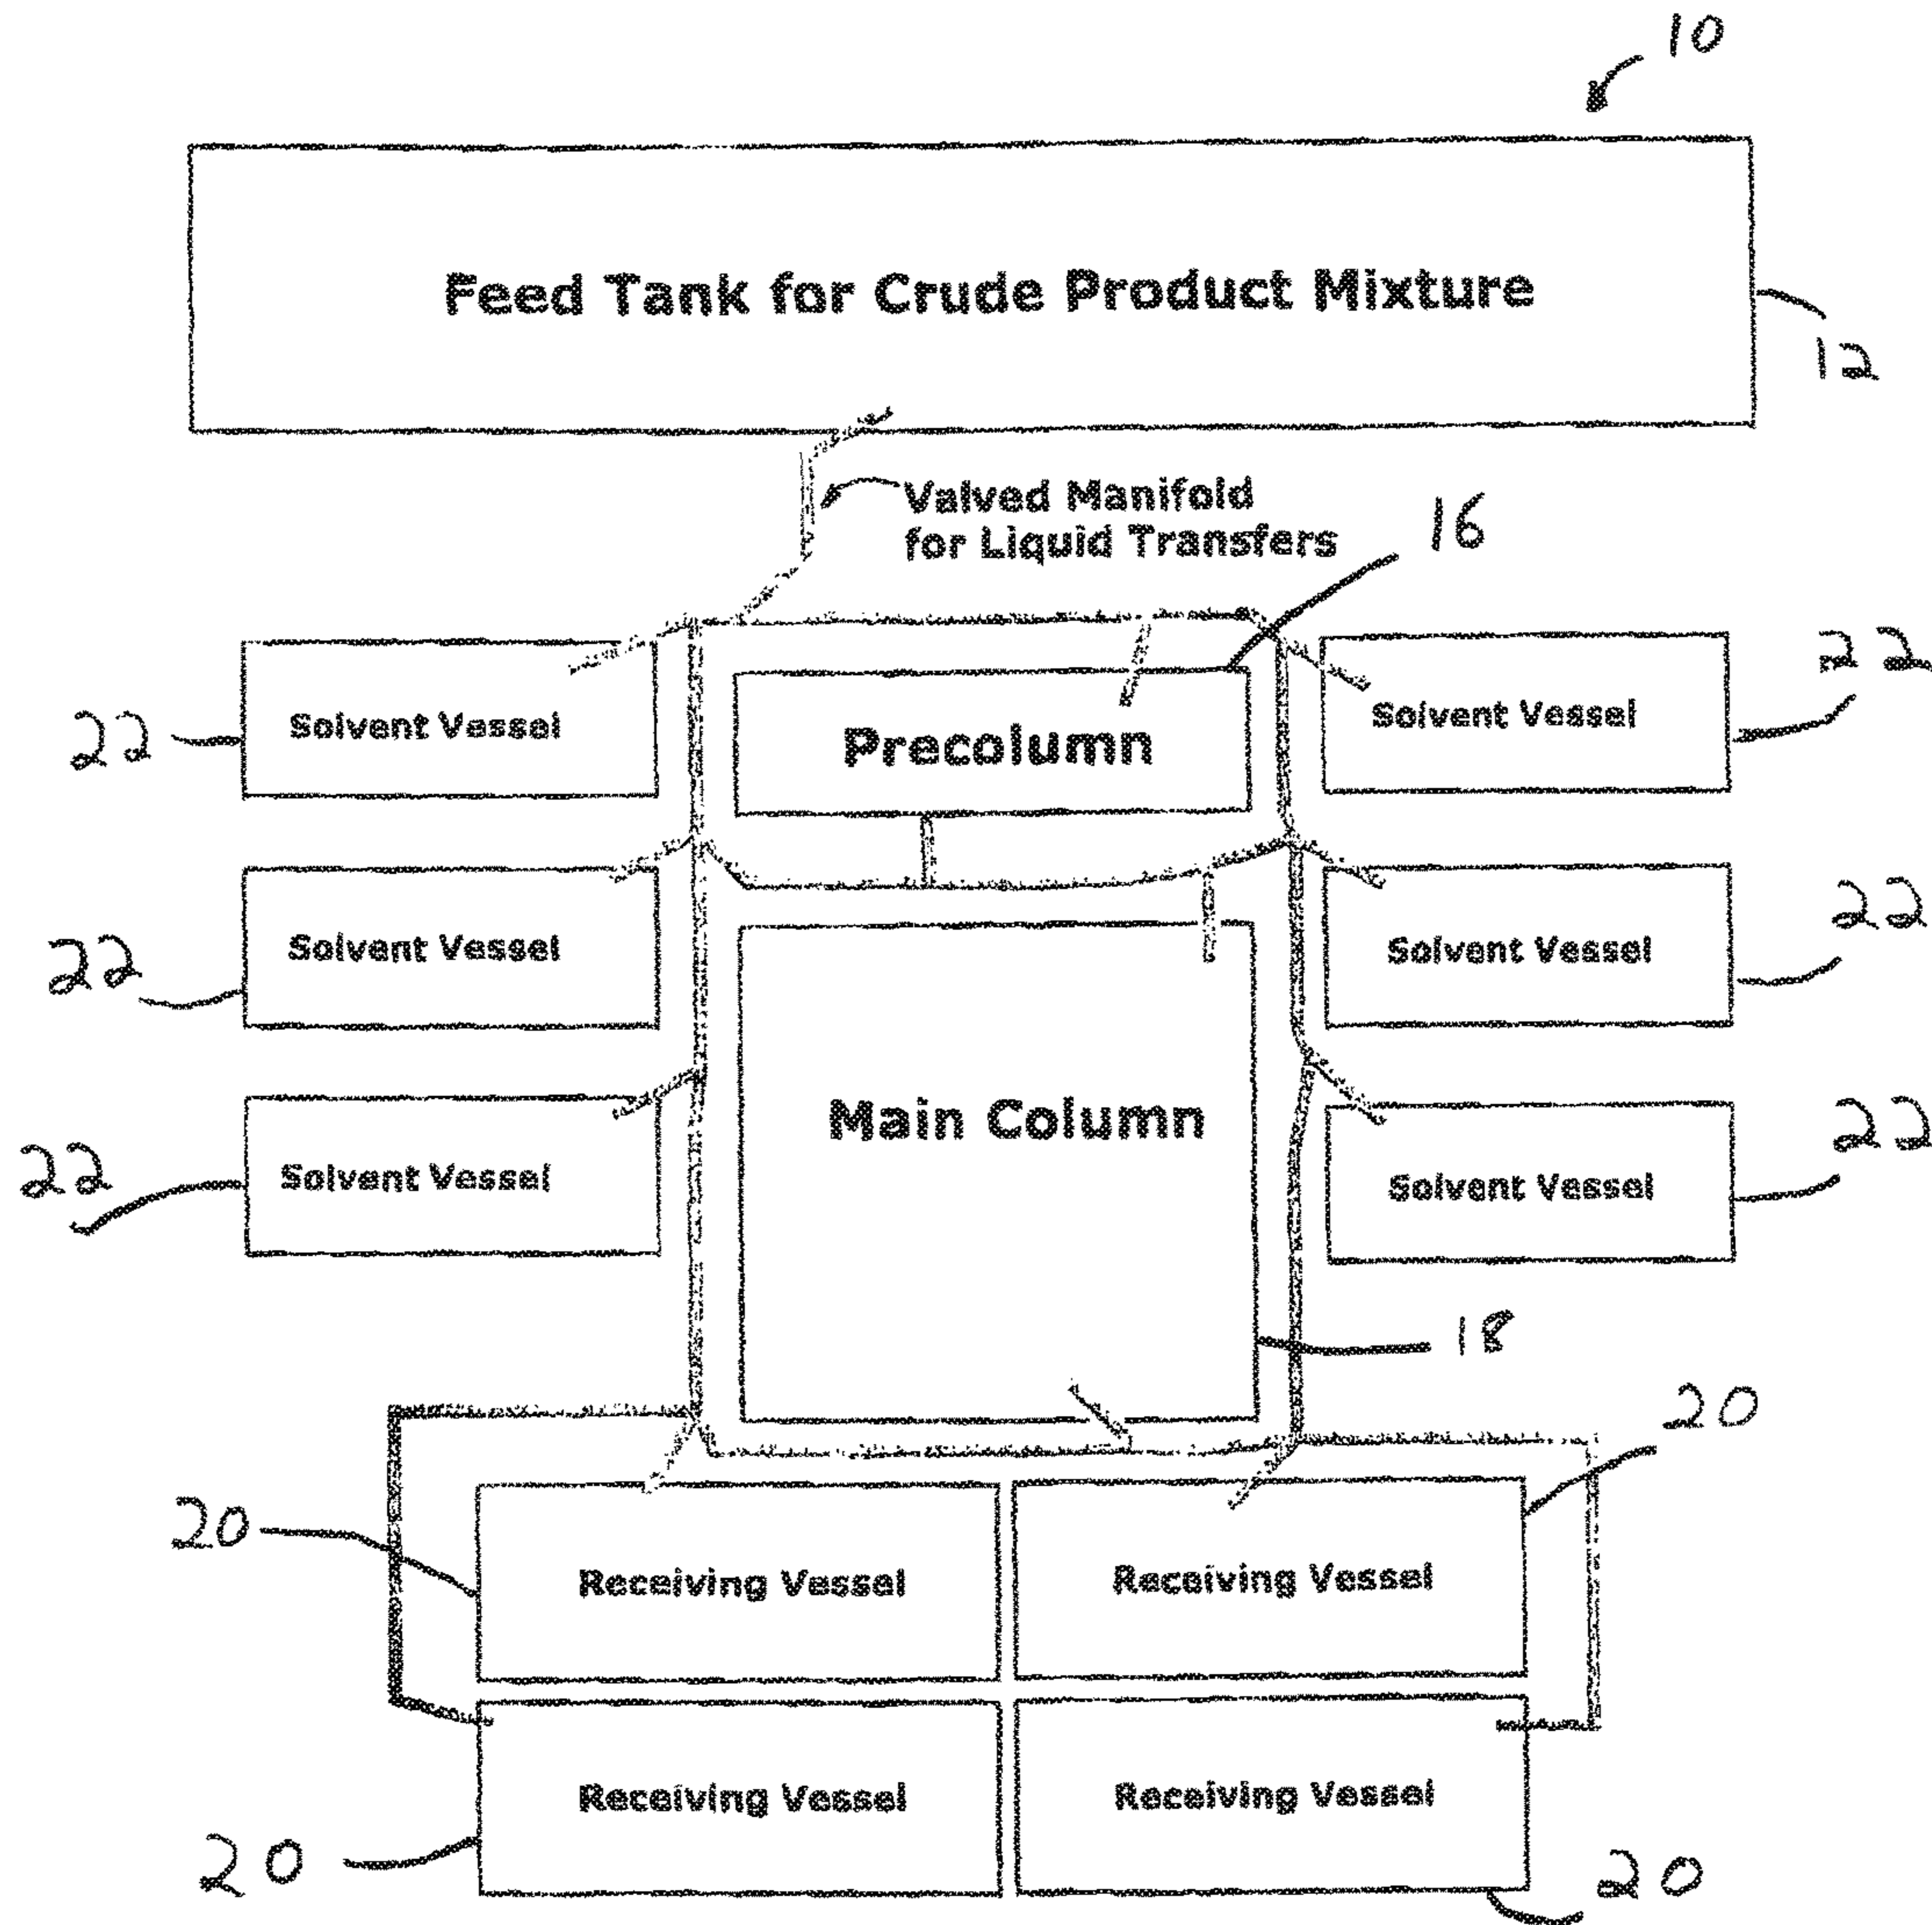 10
Feed Tank for Crude Product Mixture
12
Valved Manifold
for Liquid Transfers
16
Solvent Vessel
22
Precolumn
Solvent Vessel
22
Solvent Vessel
22
Solvent Vessel
22
Main Column
Solvent Vessel
22
Solvent Vessel
22
18
20
Receiving Vessel
20
Receiving Vessel
20
Receiving Vessel
20
Receiving Vessel